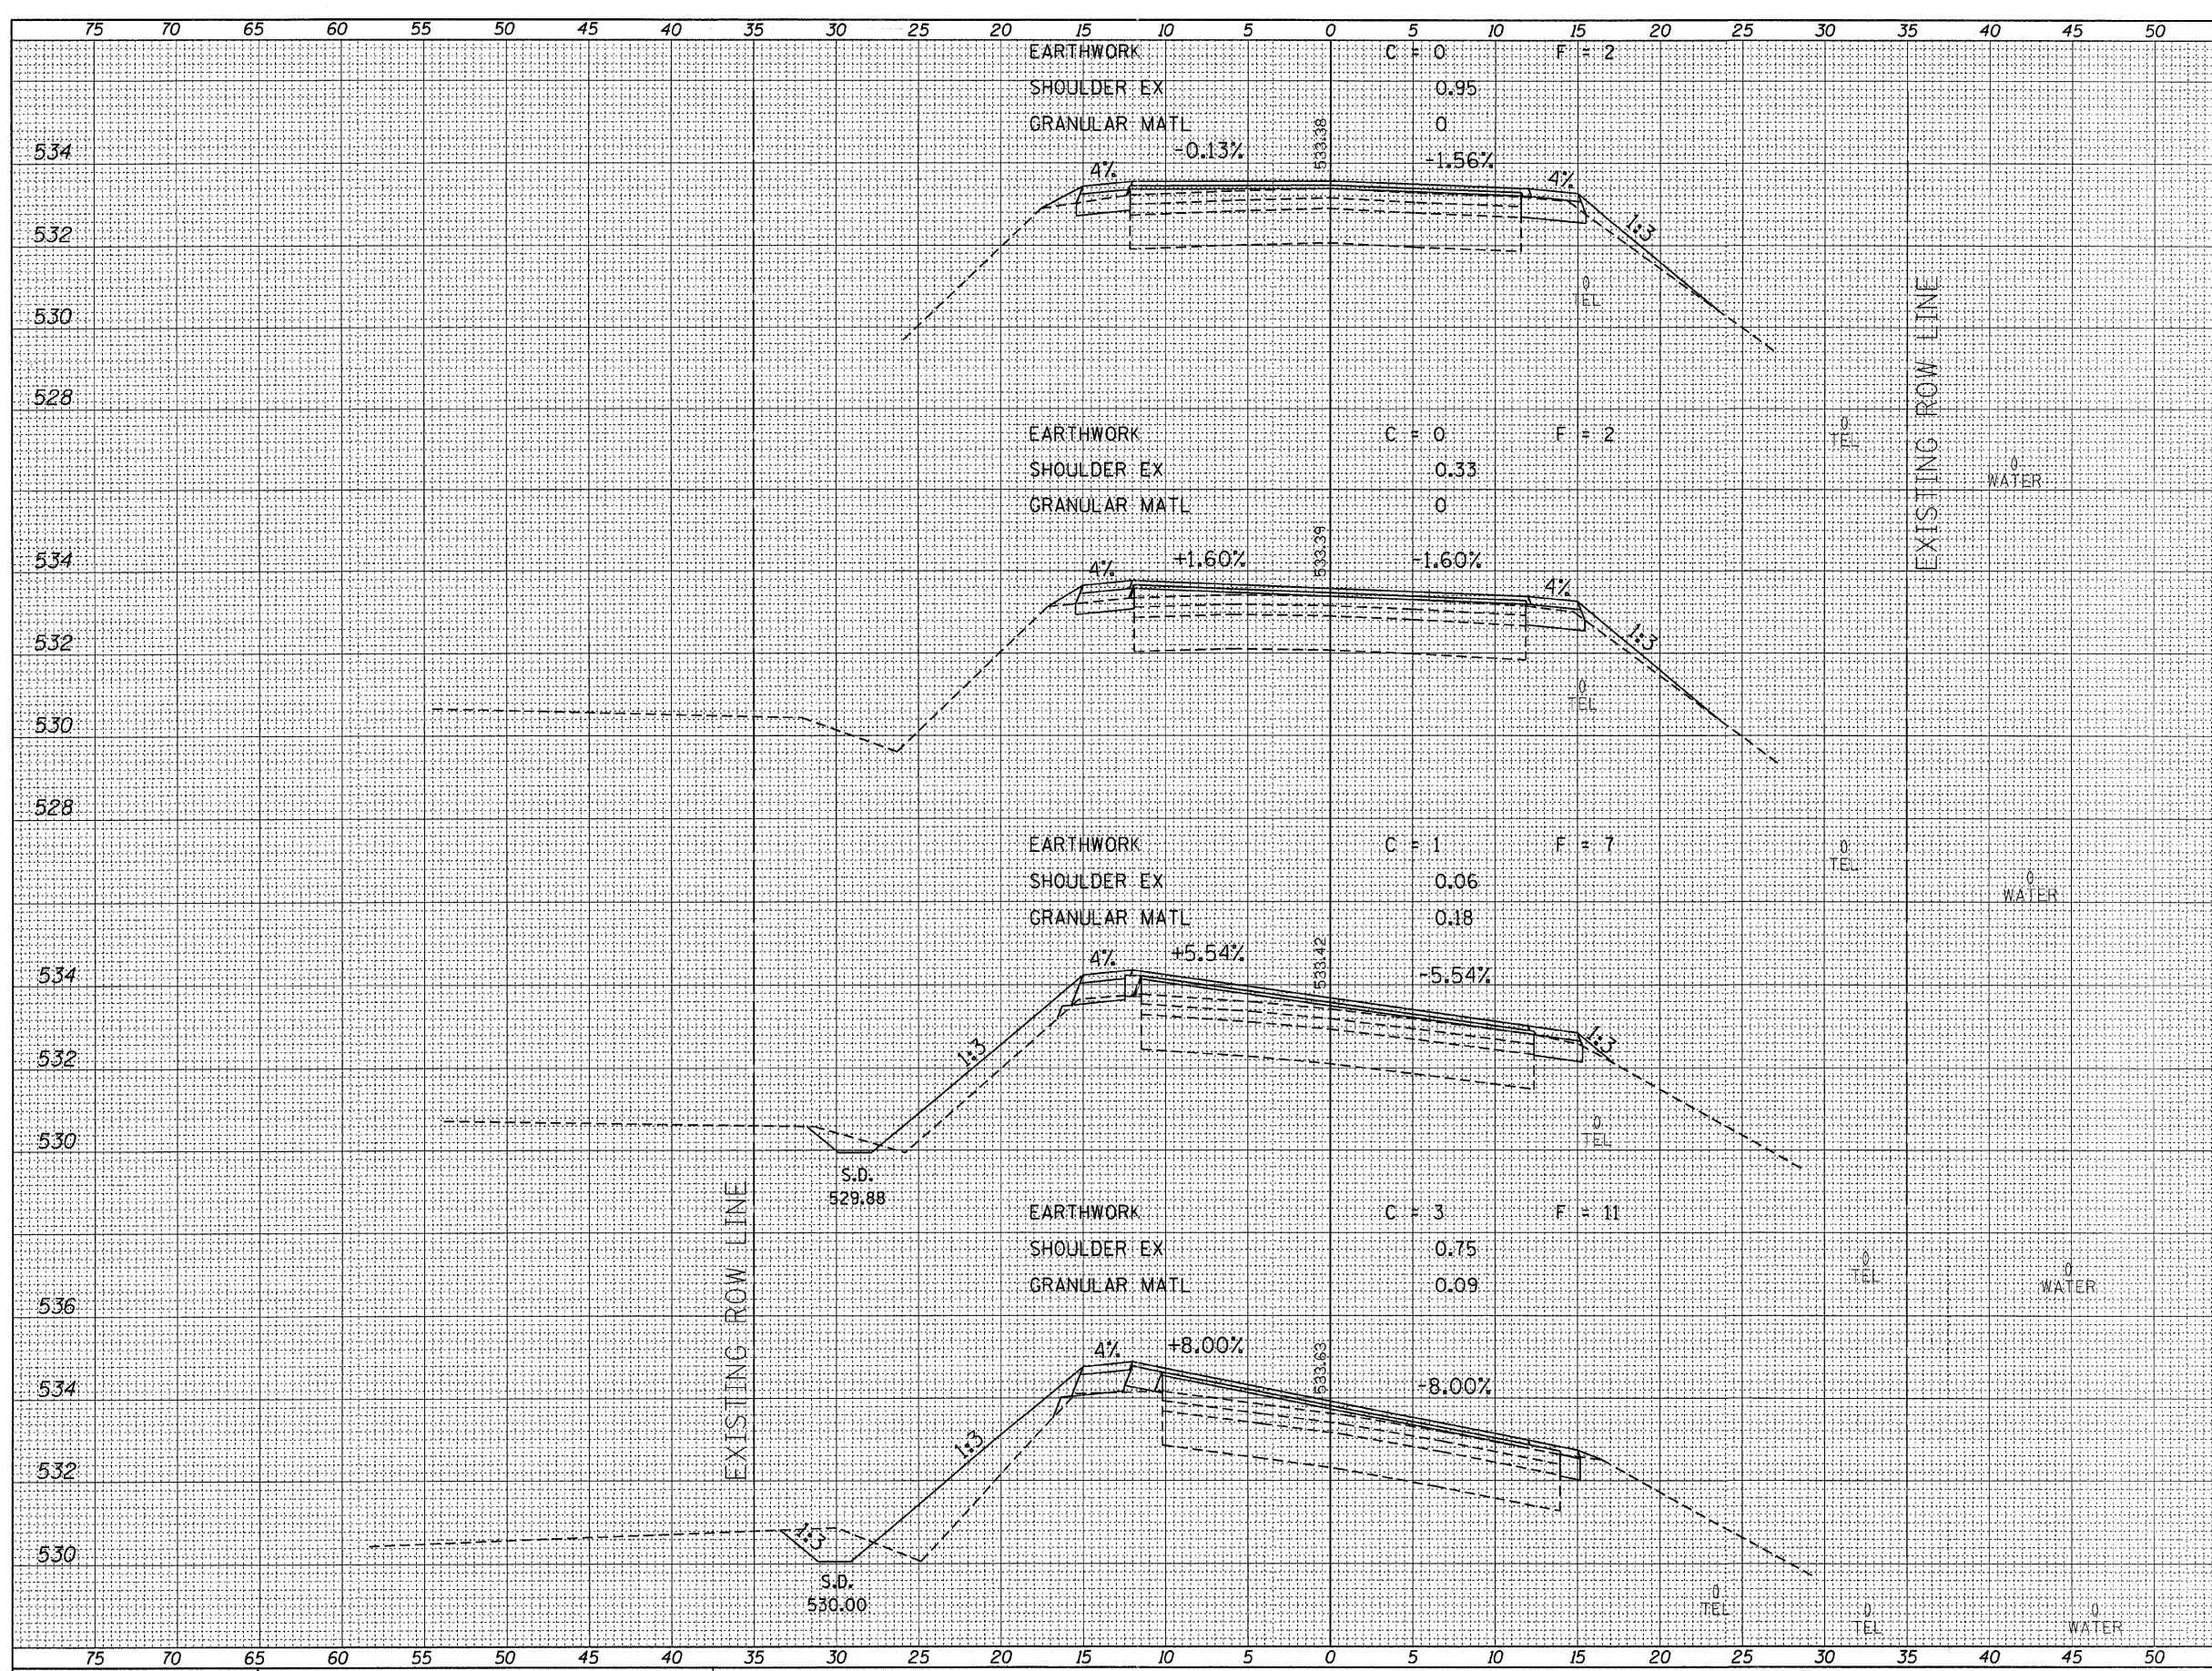 75 70 65 60 55 50 45 40 35 30 25 20 15 10 5 0 5 10 15 20 25 30 35 40 45 50
EARTHWORK C = 0 F = 2
SHOULDER EX 0.95
GRANULAR MATL 0
534 -0.13% 533.38 -1.56%
4% 4%
1:3
532
0
TEL
530
EXISTING ROW LINE
528
EARTHWORK C = 0 F = 2
0
TEL
SHOULDER EX 0.33
0
WATER
GRANULAR MATL 0
534 4% +1.60% 533.39 -1.60% 4%
1:3
532
0
TEL
530
528
EARTHWORK C = 1 F = 7
0
TEL
SHOULDER EX 0.06
0
WATER
GRANULAR MATL 0.18
534 4% +5.54% 533.42 -5.54%
1:3 1:3
532
530
0
TEL
S.D.
529.88
EXISTING ROW LINE
EARTHWORK C = 3 F = 11
SHOULDER EX 0.75
0
TEL
0
WATER
GRANULAR MATL 0.09
536
4% +8.00% 533.63 -8.00%
534
1:3
532
1:3
530
S.D.
530.00
0
TEL
0
TEL
0
WATER
75 70 65 60 55 50 45 40 35 30 25 20 15 10 5 0 5 10 15 20 25 30 35 40 45 50